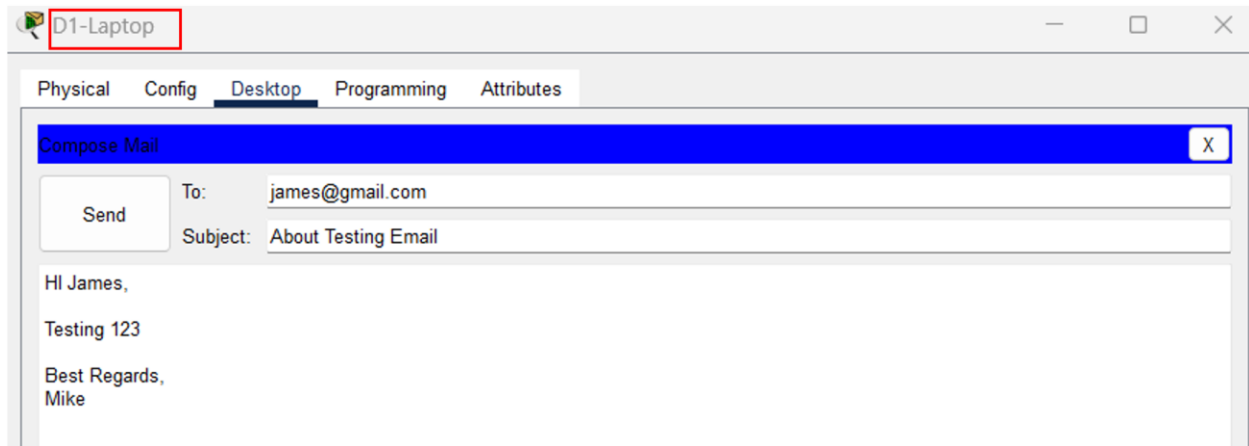 D1-Laptop
Physical Config Desktop Programming Attributes
Compose Mail X
Send
To: james@gmail.com
Subject: About Testing Email
HI James,
Testing 123
Best Regards,
Mike